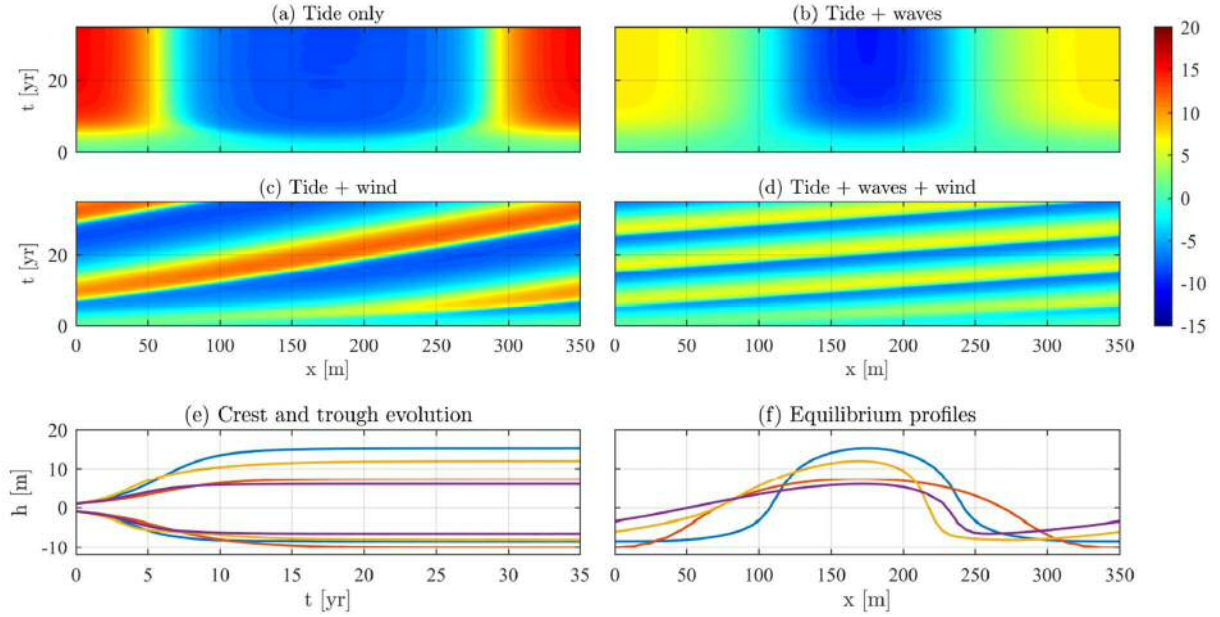 (a) Tide only
(b) Tide + waves
t [yr]
20
0
20
15
10
5
0
-5
-10
-15
(c) Tide + wind
(d) Tide + waves + wind
t [yr]
20
0
0 50 100 150 200 250 300 350
0 50 100 150 200 250 300 350
x [m]
x [m]
(e) Crest and trough evolution
(f) Equilibrium profiles
h [m]
20
10
0
-10
0 5 10 15 20 25 30 35
0 50 100 150 200 250 300 350
t [yr]
x [m]